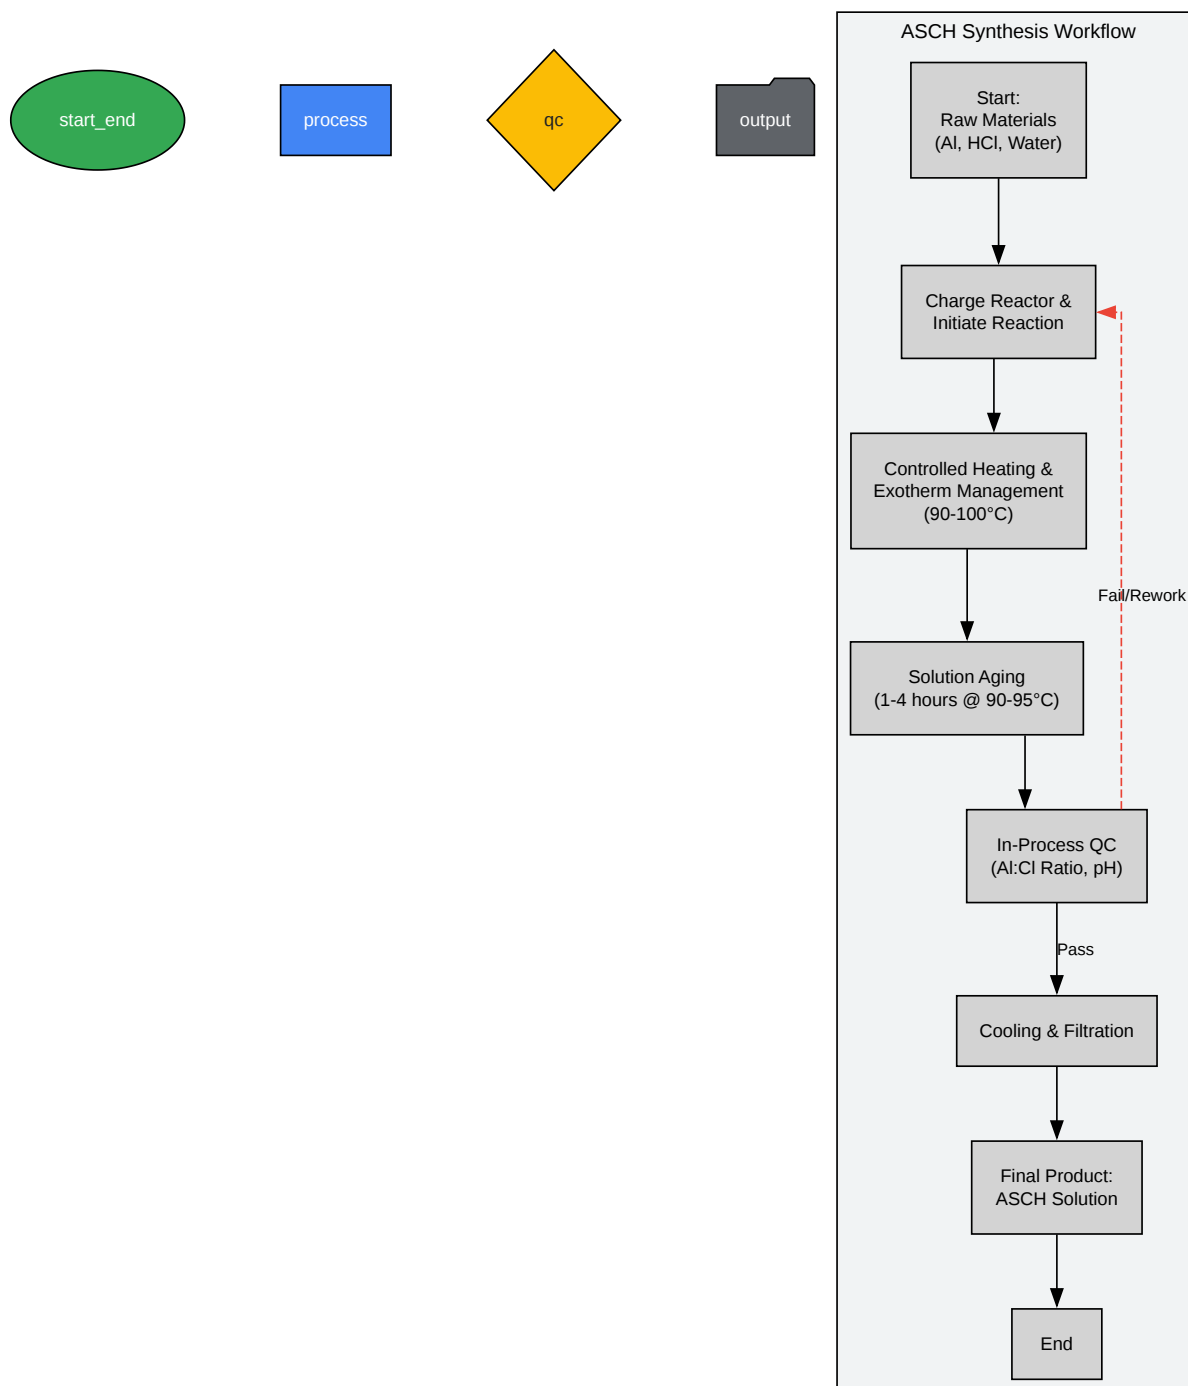 ASCH Synthesis Workflow
start_end
process
qc
output
Start:
Raw Materials
(Al, HCl, Water)
Charge Reactor &
Initiate Reaction
Controlled Heating &
Exotherm Management
(90-100°C)
Fail/Rework
Solution Aging
(1-4 hours @ 90-95°C)
In-Process QC
(Al:Cl Ratio, pH)
Pass
Cooling & Filtration
Final Product:
ASCH Solution
End